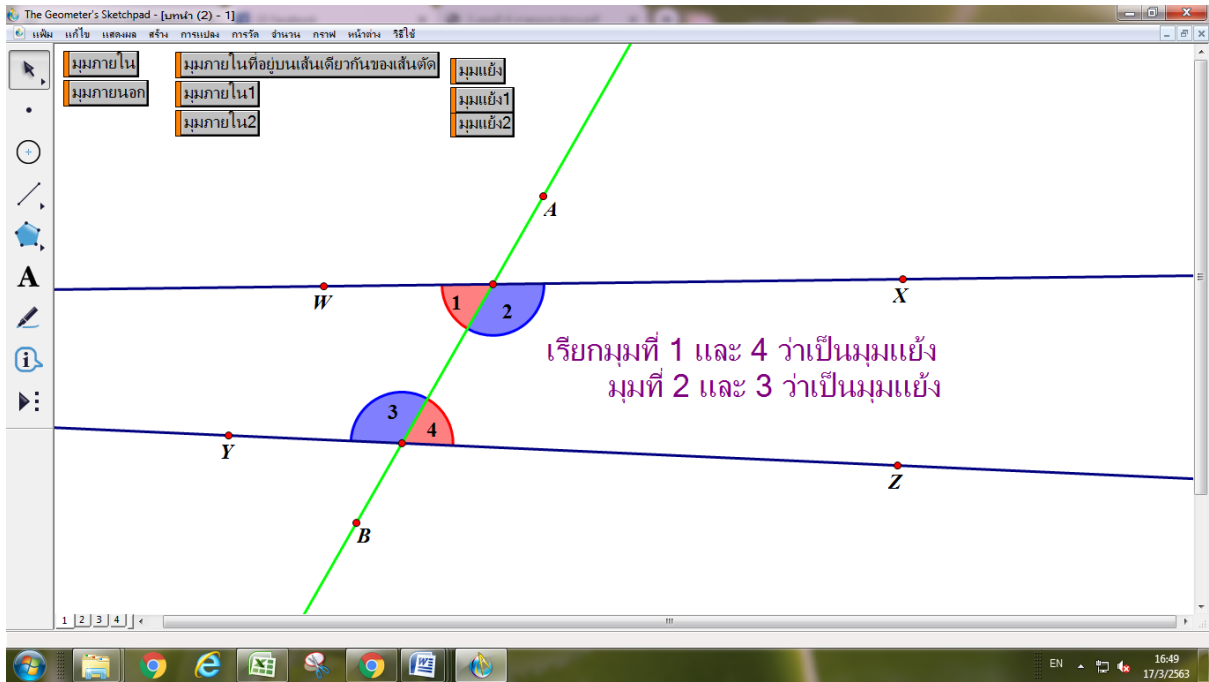 The Geometer's Sketchpad - [บทนำ (2) - 1]
แฟ้ม แก้ไข แสดงผล สร้าง การแปลง การวัด จำนวน กราฟ หน้าต่าง วิธีใช้
มุมภายใน มุมภายในที่อยู่บนเส้นเดียวกันของเส้นตัด มุมแย้ง
มุมภายนอก มุมภายใน1 มุมแย้ง1
มุมภายใน2 มุมแย้ง2
A
W X
1 2
เรียกมุมที่ 1 และ 4 ว่าเป็นมุมแย้ง
มุมที่ 2 และ 3 ว่าเป็นมุมแย้ง
3 4
Y Z
B
A
1 2 3 4
EN 16:49
17/3/2563